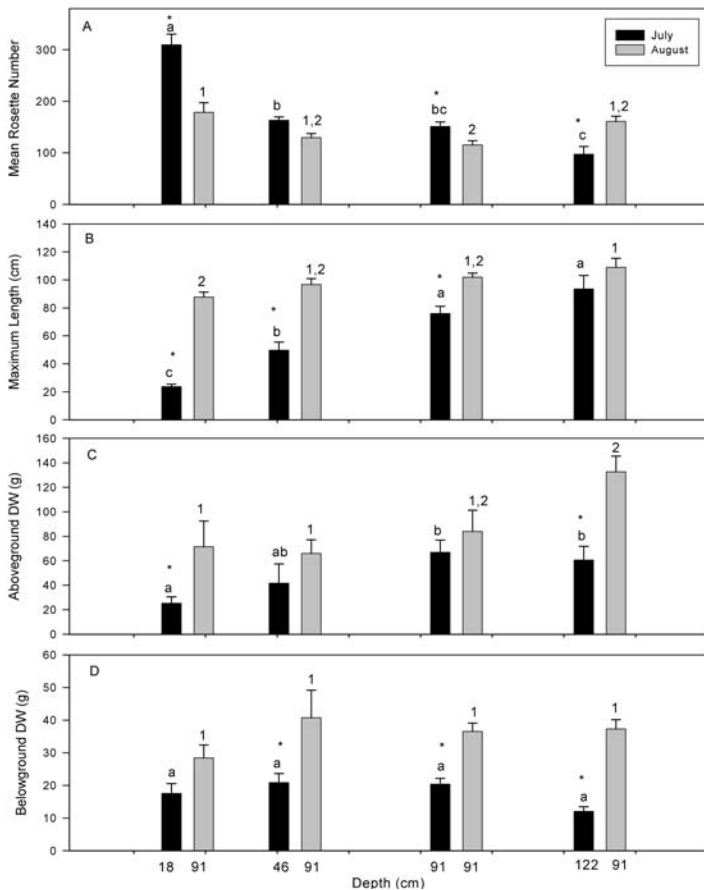 A
July
August
Mean Rosette Number
300
200
100
0
*
a
1
b
1,2
*
bc
2
*
c
1,2
B
Maximum Length (cm)
140
120
100
80
60
40
20
0
*
c
2
*
b
1,2
*
a
1,2
a
1
C
Aboveground DW (g)
160
140
120
100
80
60
40
20
0
*
a
1
ab
1
b
1,2
*
b
2
D
Belowground DW (g)
60
50
40
30
20
10
0
a
1
*
a
1
*
a
1
*
a
1
18 91 46 91 91 91 122 91
Depth (cm)